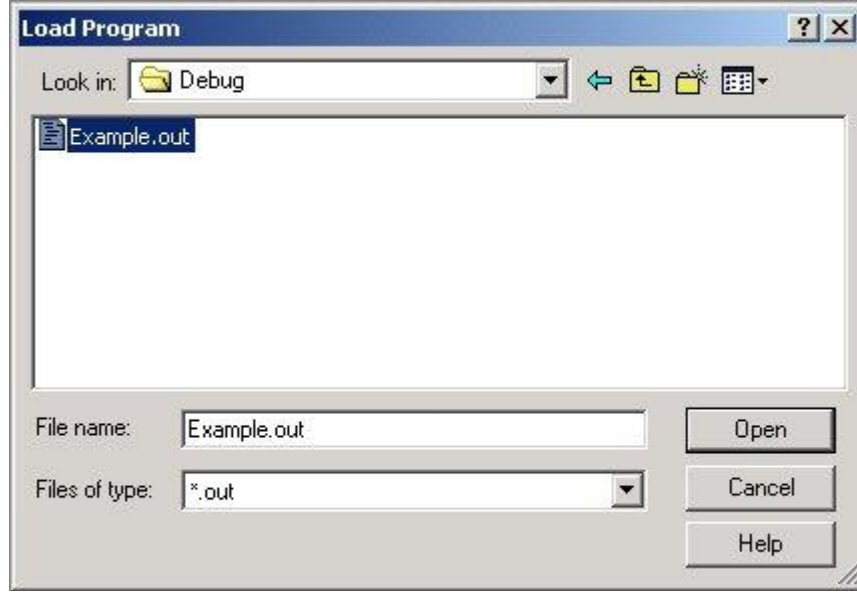 Load Program
Look in: Debug
Example.out
File name: Example.out Open
Files of type: *.out Cancel
Help